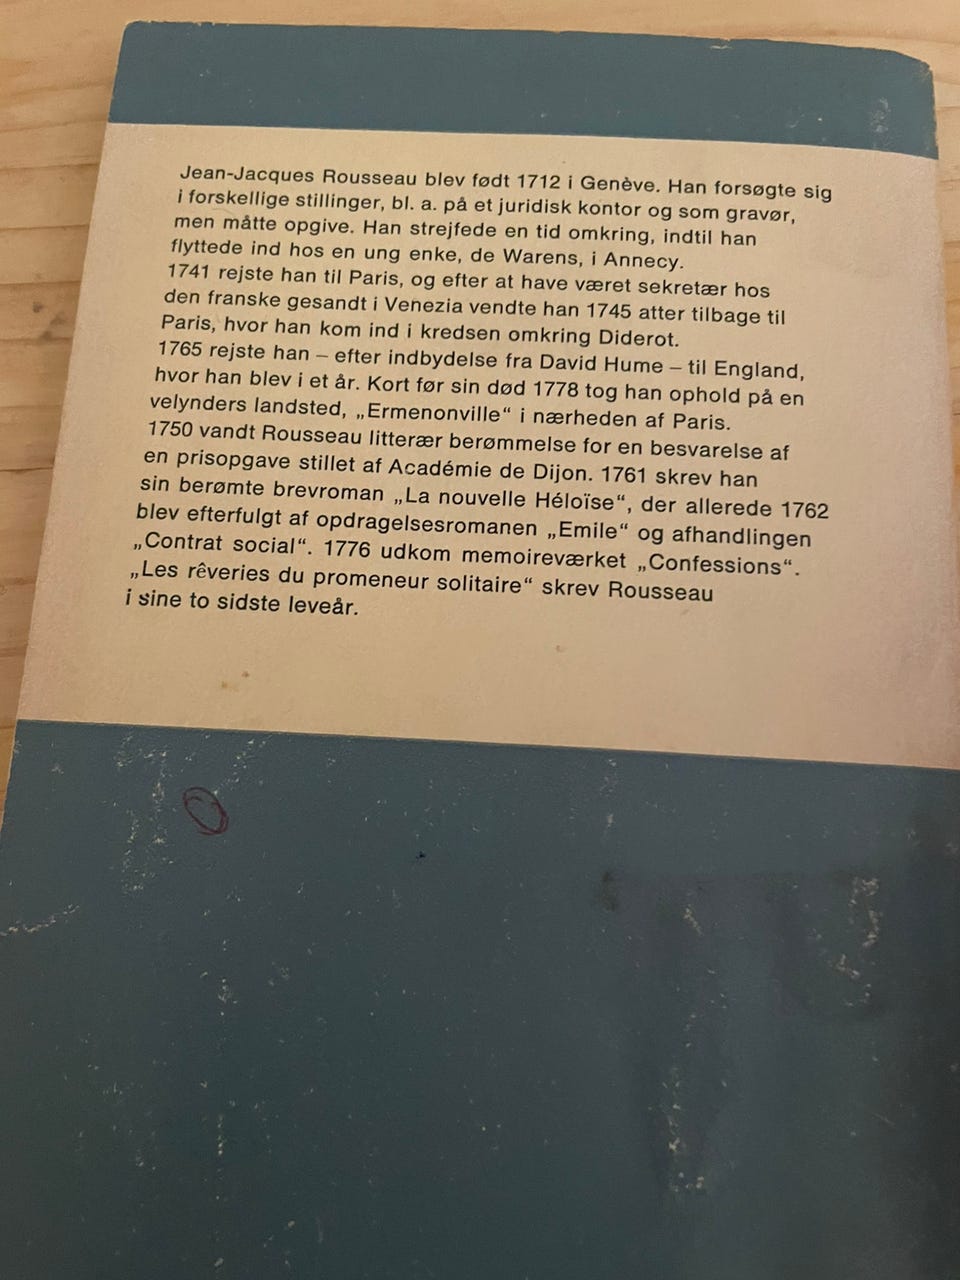 Jean-Jacques Rousseau blev født 1712 i Genève. Han forsøgte sig
i forskellige stillinger, bl. a. på et juridisk kontor og som gravør,
men måtte opgive. Han strejfede en tid omkring, indtil han
flyttede ind hos en ung enke, de Warens, i Annecy.
1741 rejste han til Paris, og efter at have været sekretær hos
den franske gesandt i Venezia vendte han 1745 atter tilbage til
Paris, hvor han kom ind i kredsen omkring Diderot.
1765 rejste han – efter indbydelse fra David Hume – til England,
hvor han blev i et år. Kort før sin død 1778 tog han ophold på en
velynders landsted, „Ermenonville“ i nærheden af Paris.
1750 vandt Rousseau litterær berømmelse for en besvarelse af
en prisopgave stillet af Académie de Dijon. 1761 skrev han
sin berømte brevroman „La nouvelle Héloïse“, der allerede 1762
blev efterfulgt af opdragelsesromanen „Emile“ og afhandlingen
„Contrat social“. 1776 udkom memoireværket „Confessions“.
„Les rêveries du promeneur solitaire“ skrev Rousseau
i sine to sidste leveår.